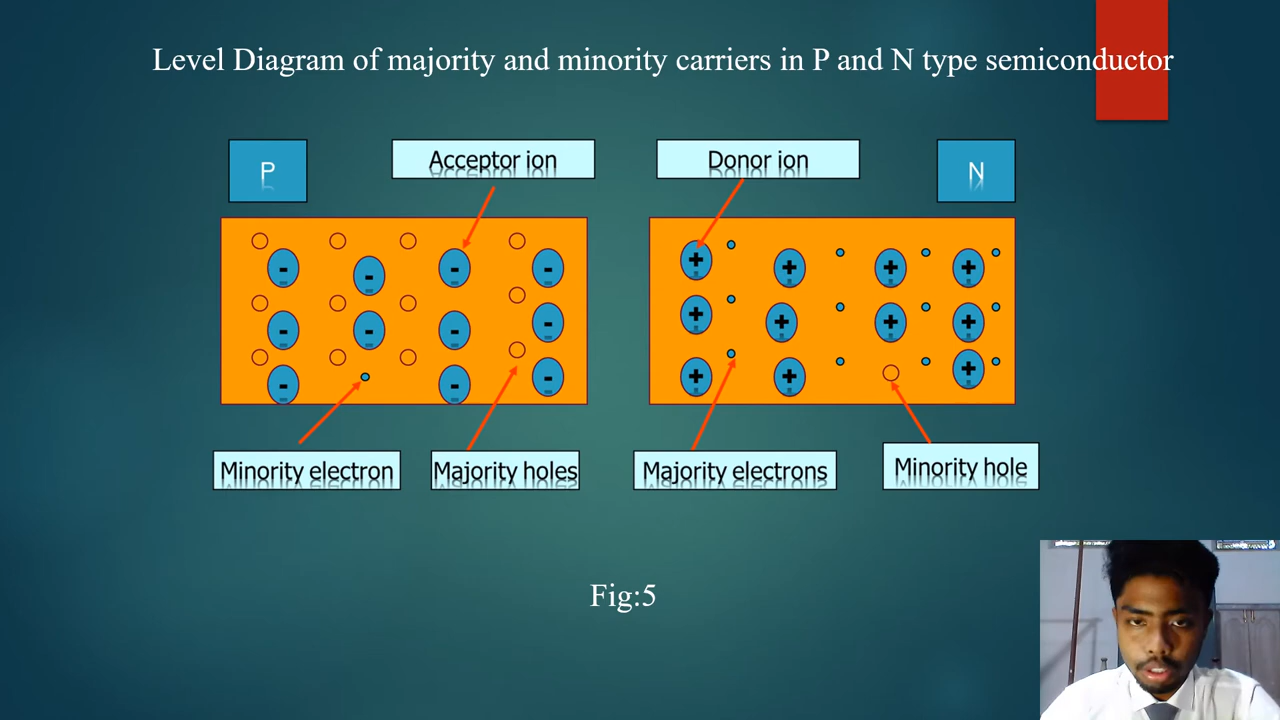 Level Diagram of majority and minority carriers in P and N type semiconductor
P
Acceptor ion
Donor ion
N
- - - -
+ + + +
- - - -
+ + + +
- - -
+ + +
Minority electron
Majority holes
Majority electrons
Minority hole
Fig:5